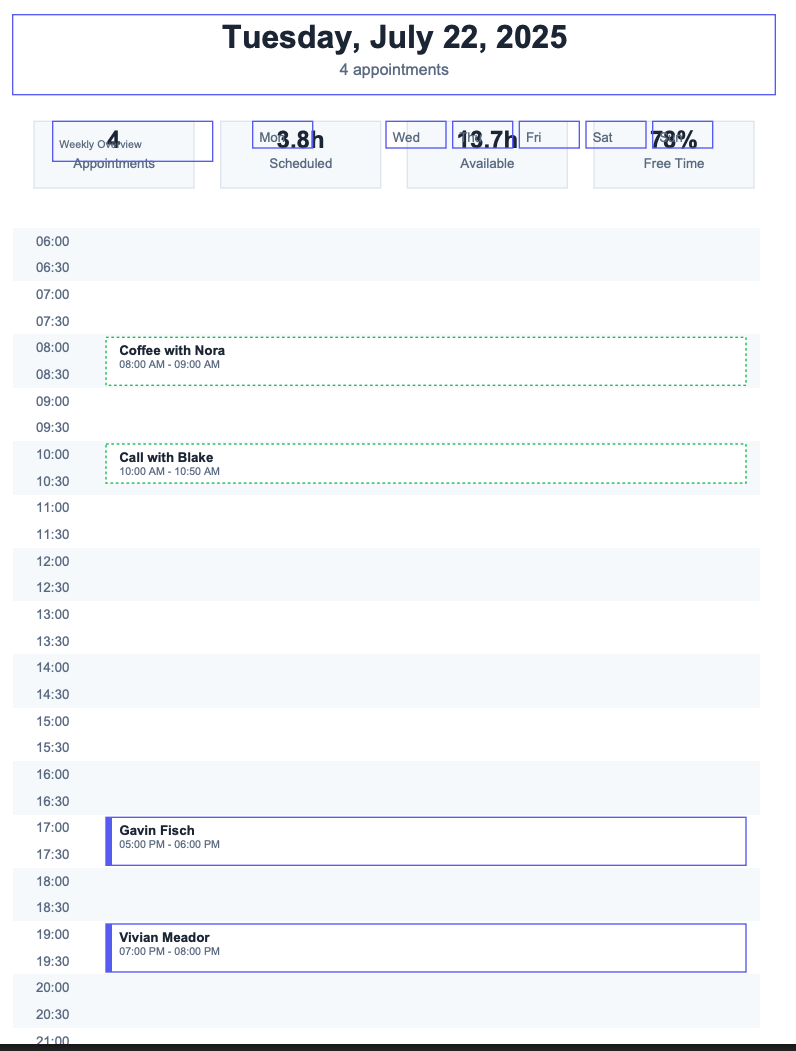 Tuesday, July 22, 2025
4 appointments
4 3.8h 13.7h 78%
Weekly Overview Mon Wed Thu Fri Sat Sun
Appointments Scheduled Available Free Time
06:00
06:30
07:00
07:30
08:00 Coffee with Nora
08:00 AM - 09:00 AM
08:30
09:00
09:30
10:00 Call with Blake
10:00 AM - 10:50 AM
10:30
11:00
11:30
12:00
12:30
13:00
13:30
14:00
14:30
15:00
15:30
16:00
16:30
17:00 Gavin Fisch
05:00 PM - 06:00 PM
17:30
18:00
18:30
19:00 Vivian Meador
07:00 PM - 08:00 PM
19:30
20:00
20:30
21:00